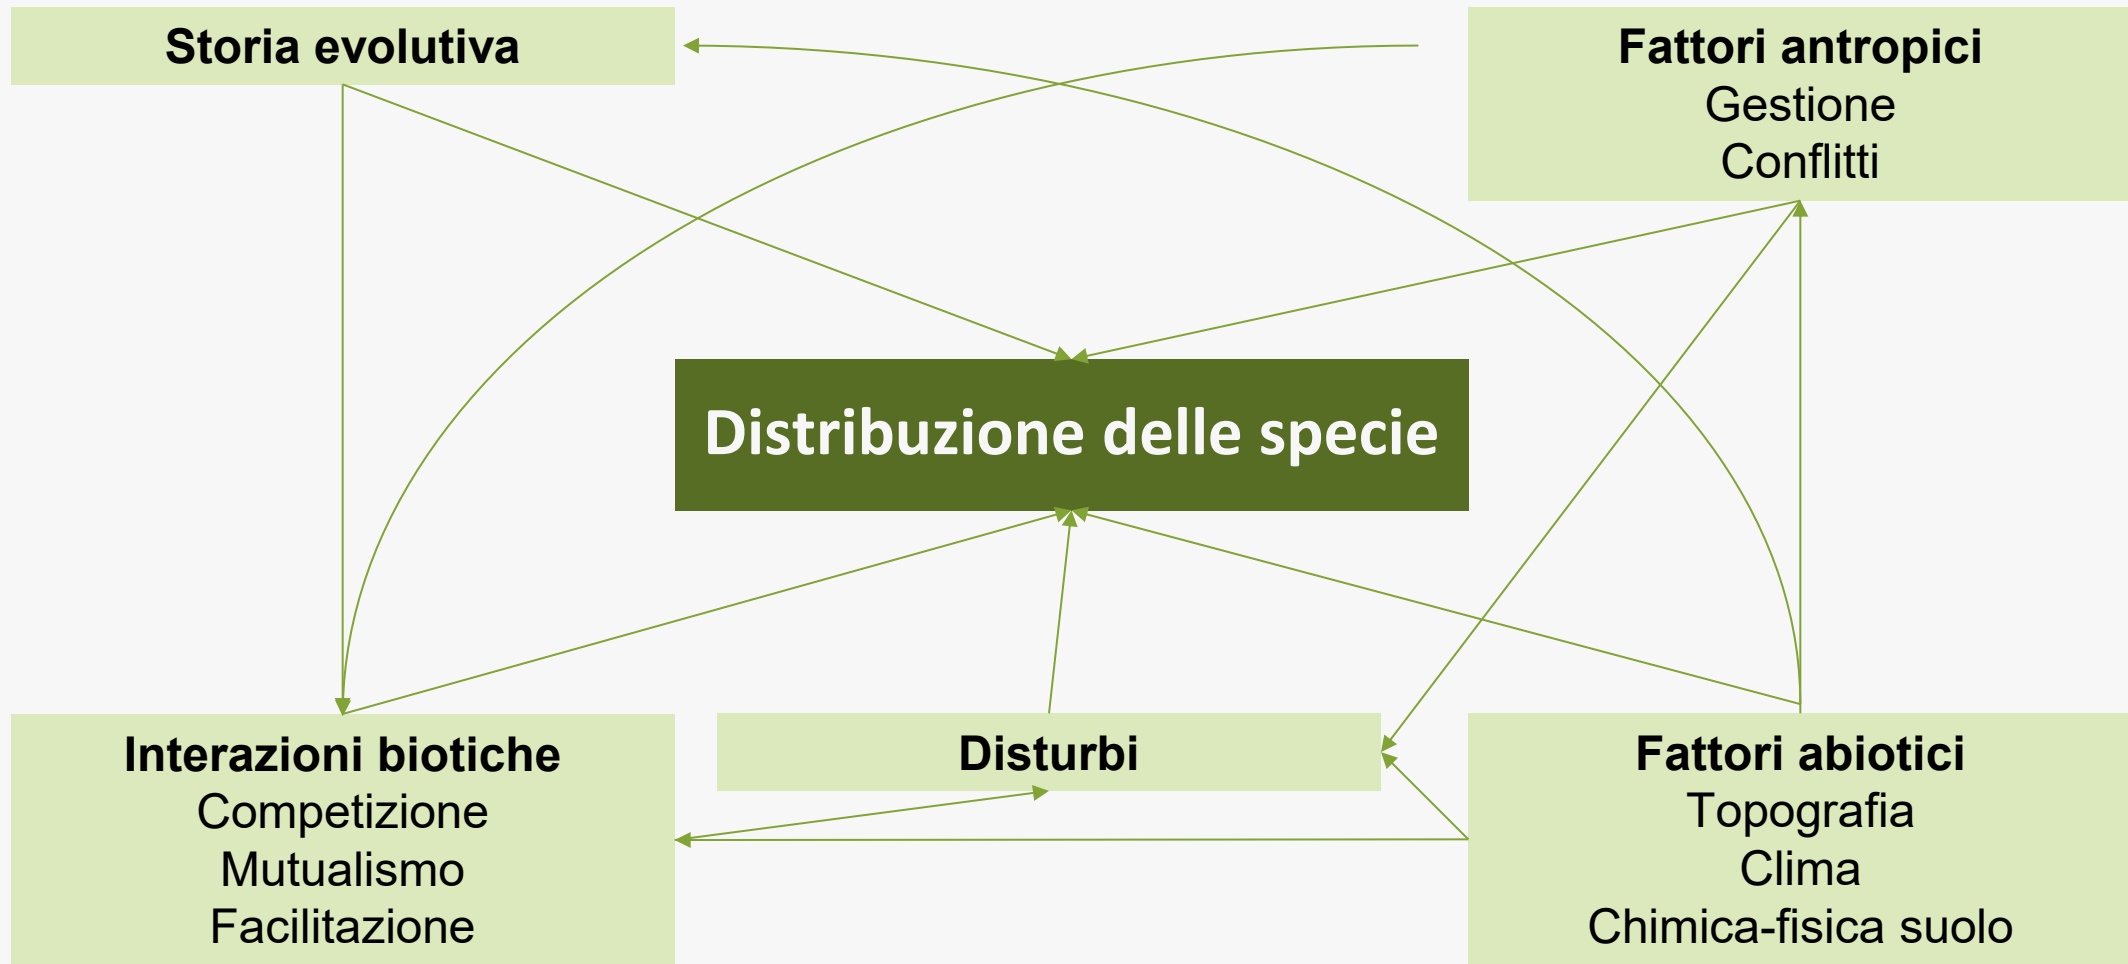 Storia evolutiva
Fattori antropici
Gestione
Conflitti
Distribuzione delle specie
Interazioni biotiche
Competizione
Mutualismo
Facilitazione
Disturbi
Fattori abiotici
Topografia
Clima
Chimica-fisica suolo